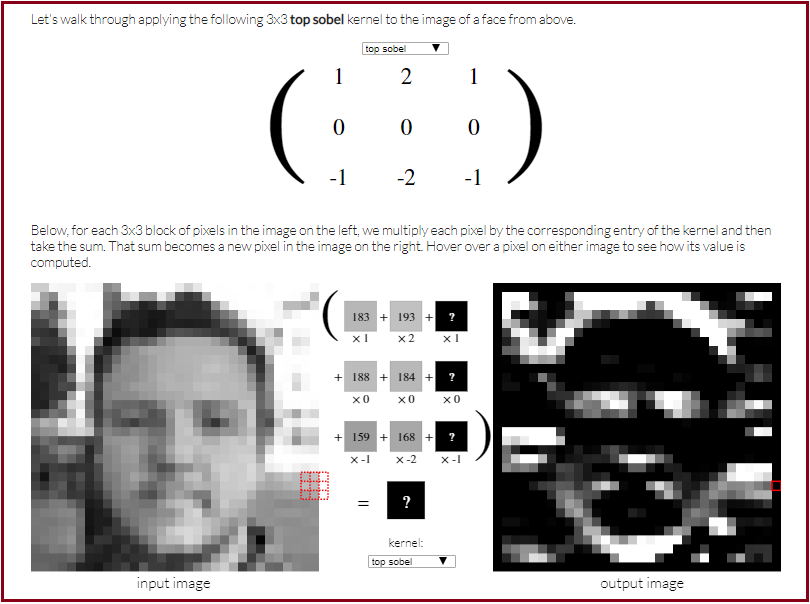 Let's walk through applying the following 3x3 top sobel kernel to the image of a face from above.
top sobel ▼
1 2 1
0 0 0
-1 -2 -1
Below, for each 3x3 block of pixels in the image on the left, we multiply each pixel by the corresponding entry of the kernel and then
take the sum. That sum becomes a new pixel in the image on the right. Hover over a pixel on either image to see how its value is
computed.
( 183 + 193 + ?
x 1 x 2 x 1
+ 188 + 184 + ?
x 0 x 0 x 0
+ 159 + 168 + ? )
x -1 x -2 x -1
= ?
kernel:
top sobel ▼
input image
output image